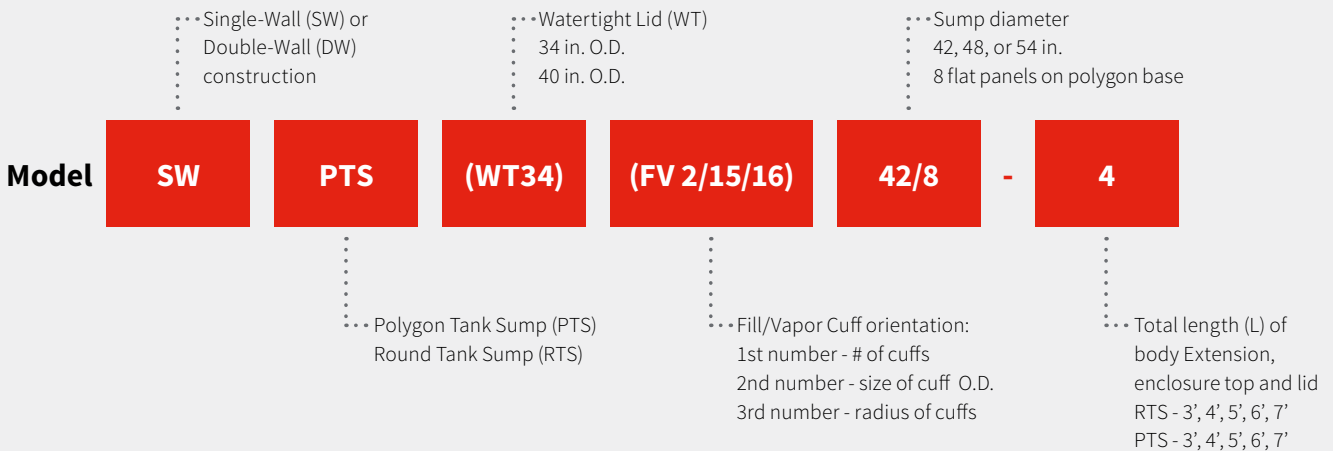 Single-Wall (SW) or
Double-Wall (DW)
construction
Watertight Lid (WT)
34 in. O.D.
40 in. O.D.
Sump diameter
42, 48, or 54 in.
8 flat panels on polygon base
Model SW PTS (WT34) (FV 2/15/16) 42/8 - 4
Polygon Tank Sump (PTS)
Round Tank Sump (RTS)
Fill/Vapor Cuff orientation:
1st number - # of cuffs
2nd number - size of cuff O.D.
3rd number - radius of cuffs
Total length (L) of
body Extension,
enclosure top and lid
RTS - 3’, 4’, 5’, 6’, 7’
PTS - 3’, 4’, 5’, 6’, 7’